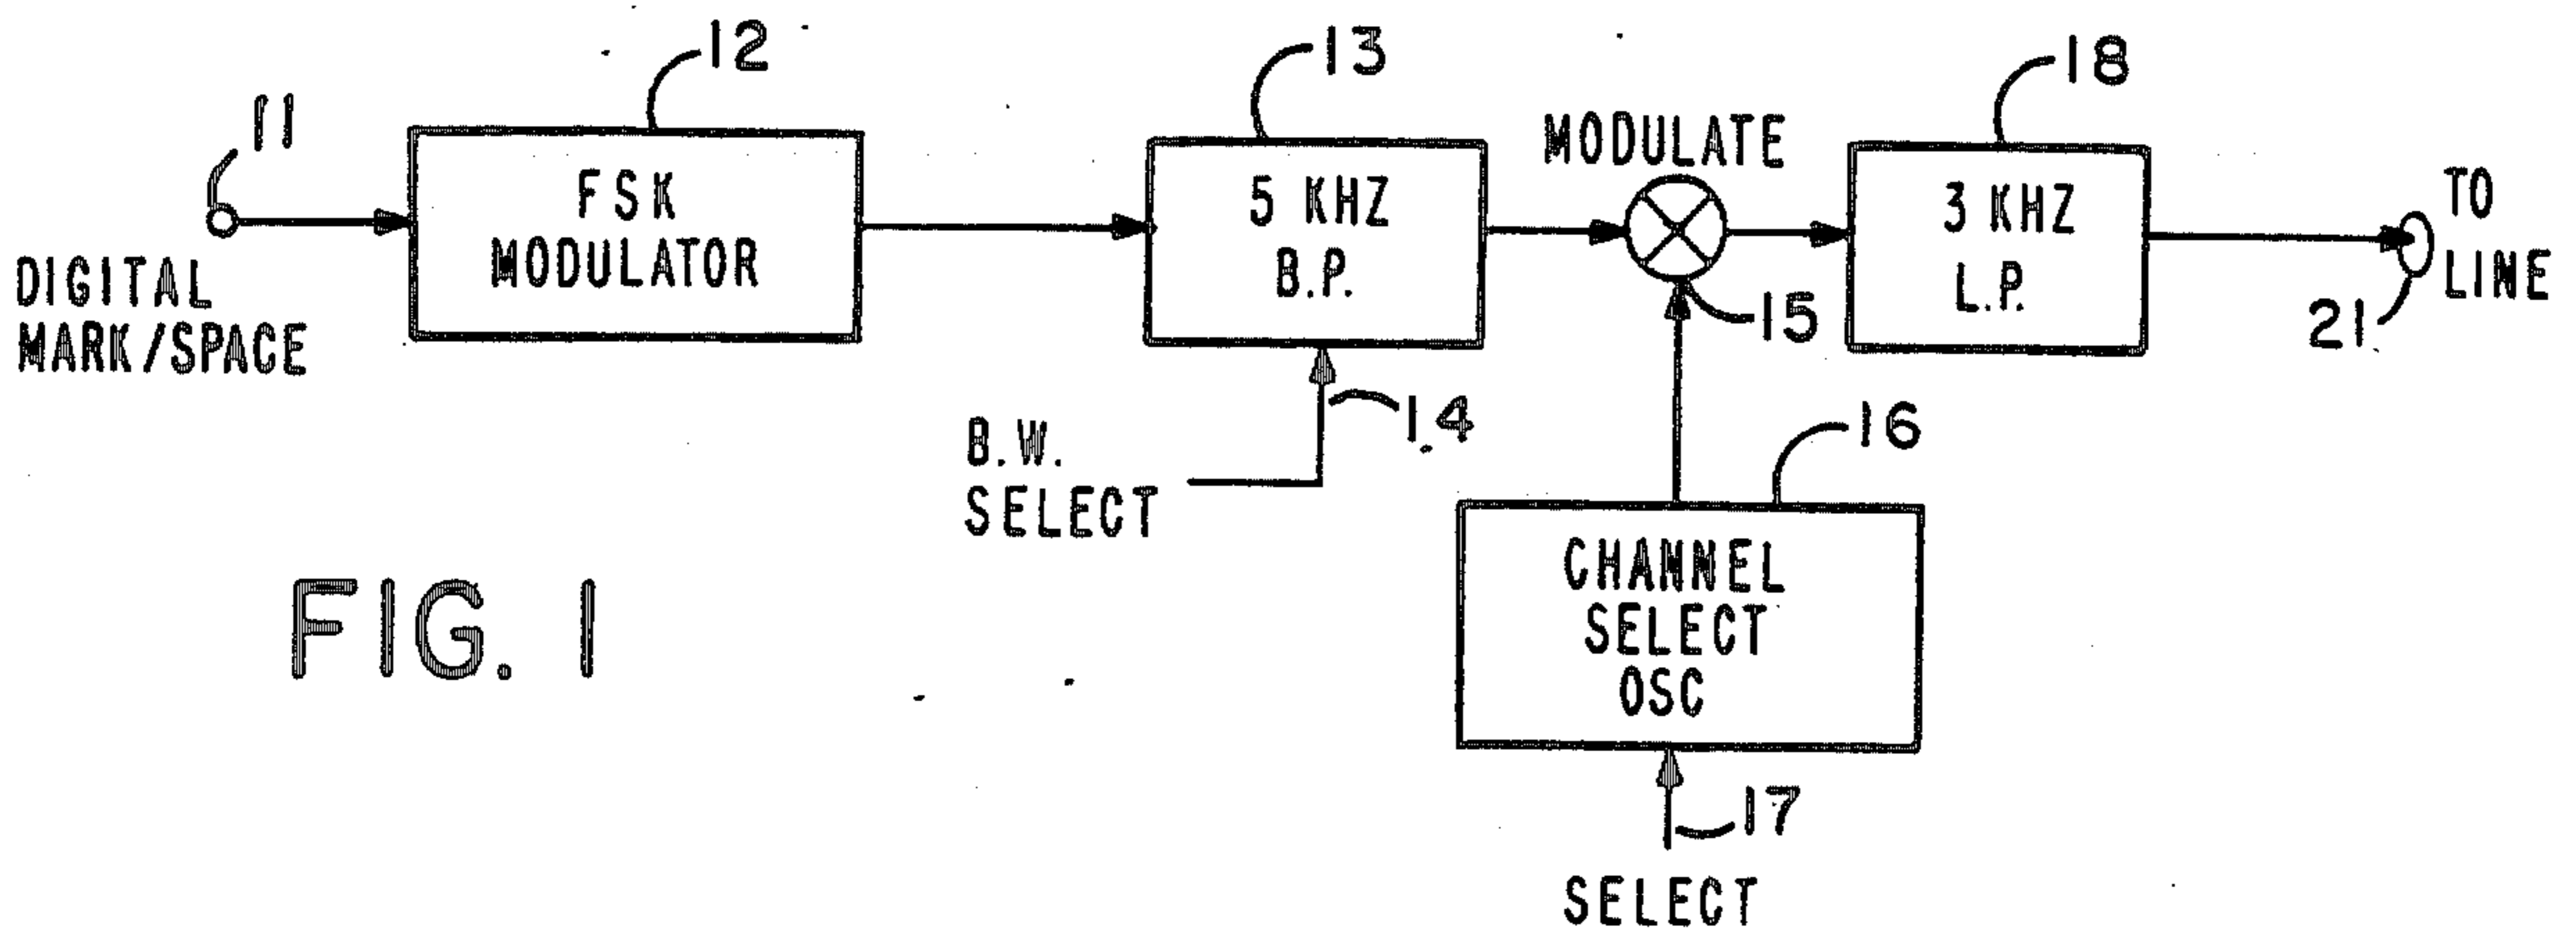 12
13
18
11
MODULATE
FSK
MODULATOR
5 KHZ
B.P.
3 KHZ
L.P.
TO
LINE
DIGITAL
MARK/SPACE
15
21
14
B.W.
SELECT
16
CHANNEL
SELECT
OSC
FIG. 1
17
SELECT